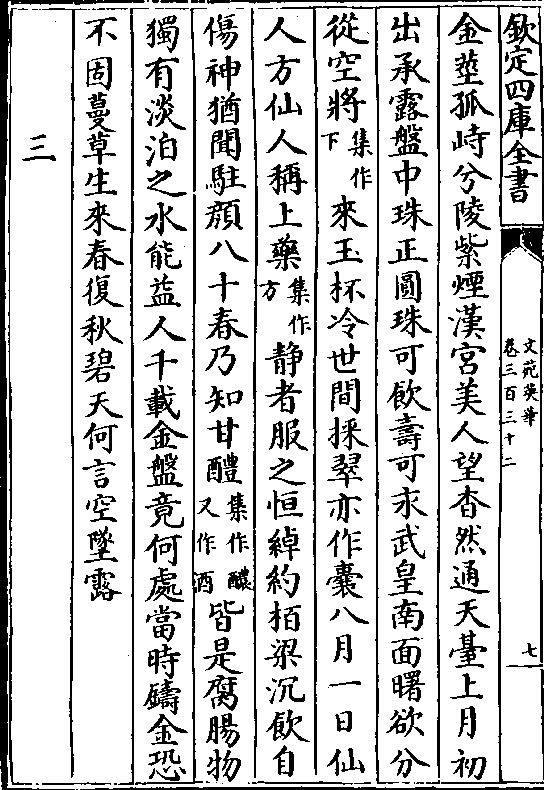 欽定四庫全書
文苑英華
卷三百三十二
七
金莖孤峙兮陵紫煙漢宮美人望杳然通天臺上月初
出承露盤中珠正圓珠可飲壽可求武皇南面曙欲分
從空將集作下來玉杯冷世間採翠亦作囊八月一日仙
人方仙人稱上藥集作方静者服之恒綽約栢梁沉飲自
傷神猶聞駐顔八十春乃知甘醴集作醲又作酒皆是腐腸物
獨有淡泊之水能益人千載金盤竟何處當時鑄金恐
不固蔓草生來春復秋碧天何言空墜露
三